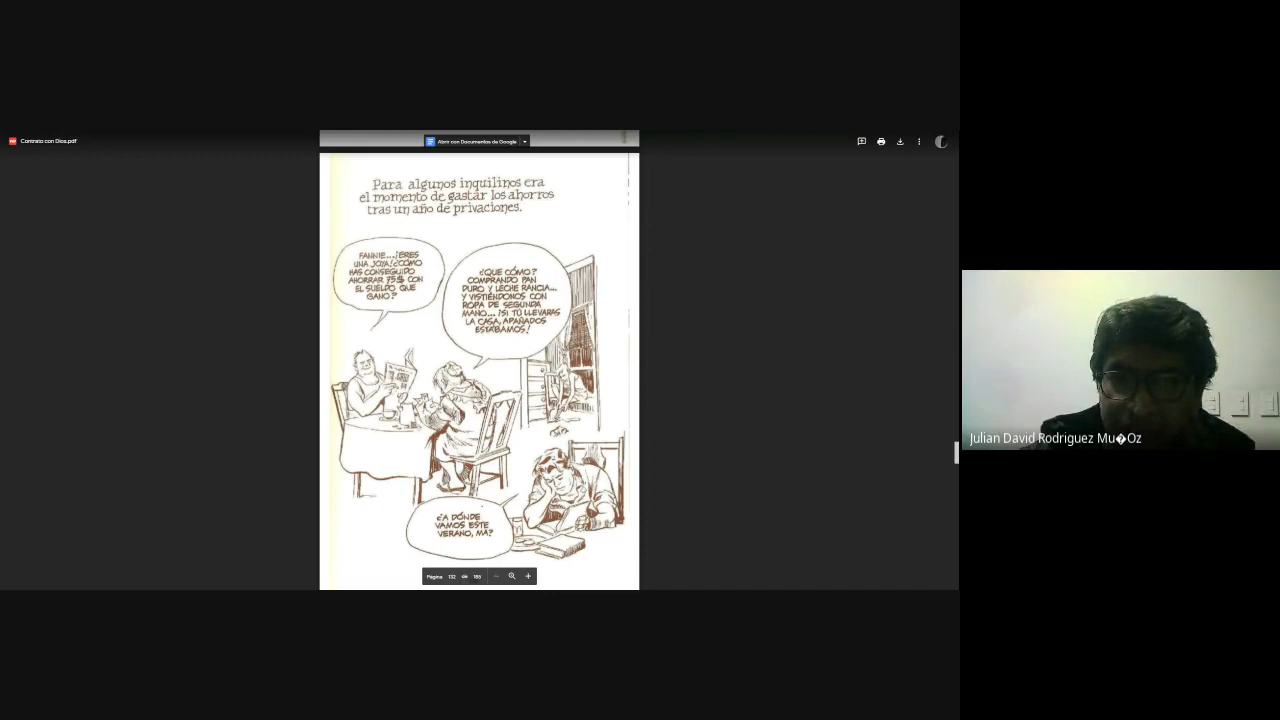 Contrato con Dios.pdf
Abrir con Documentos de Google
Para algunos inquilinos era
el momento de gastar los ahorros
tras un año de privaciones.
FANNIE... ¡ERES
UNA JOYA! ¿CÓMO
HAS CONSEGUIDO
AHORRAR 75$ CON
EL SUELDO QUE
GANO?
¿QUE CÓMO?
COMPRANDO PAN
DURO Y LECHE RANCIA...
Y VISTIÉNDONOS CON
ROPA DE SEGUNDA
MANO... ¡SI TÚ LLEVARAS
LA CASA, APAÑADOS
ESTÁBAMOS!
¿A DÓNDE
VAMOS ESTE
VERANO, MA?
Página 132 de 185
Julian David Rodriguez Mu�Oz